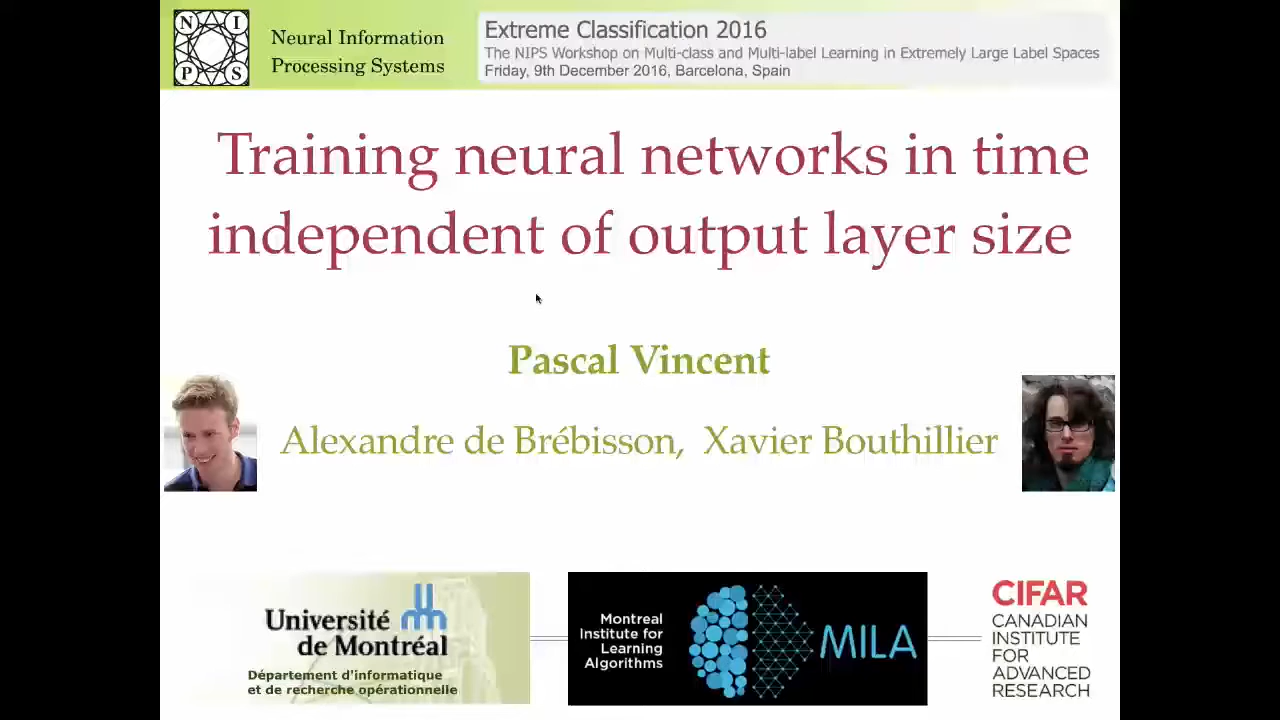 N I
P S
Neural Information
Processing Systems
Extreme Classification 2016
The NIPS Workshop on Multi-class and Multi-label Learning in Extremely Large Label Spaces
Friday, 9th December 2016, Barcelona, Spain
Training neural networks in time
independent of output layer size
Pascal Vincent
Alexandre de Brébisson, Xavier Bouthillier
Université
de Montréal
Département d'informatique
et de recherche opérationnelle
Montreal
Institute for
Learning
Algorithms
MILA
CIFAR
CANADIAN
INSTITUTE
FOR
ADVANCED
RESEARCH